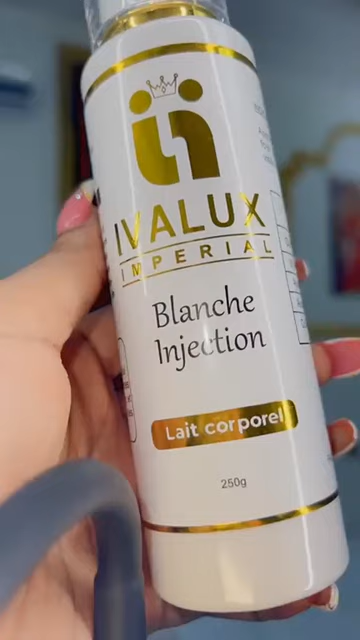 IVALUX
IMPERIAL
Blanche
Injection
Lait corporel
250g